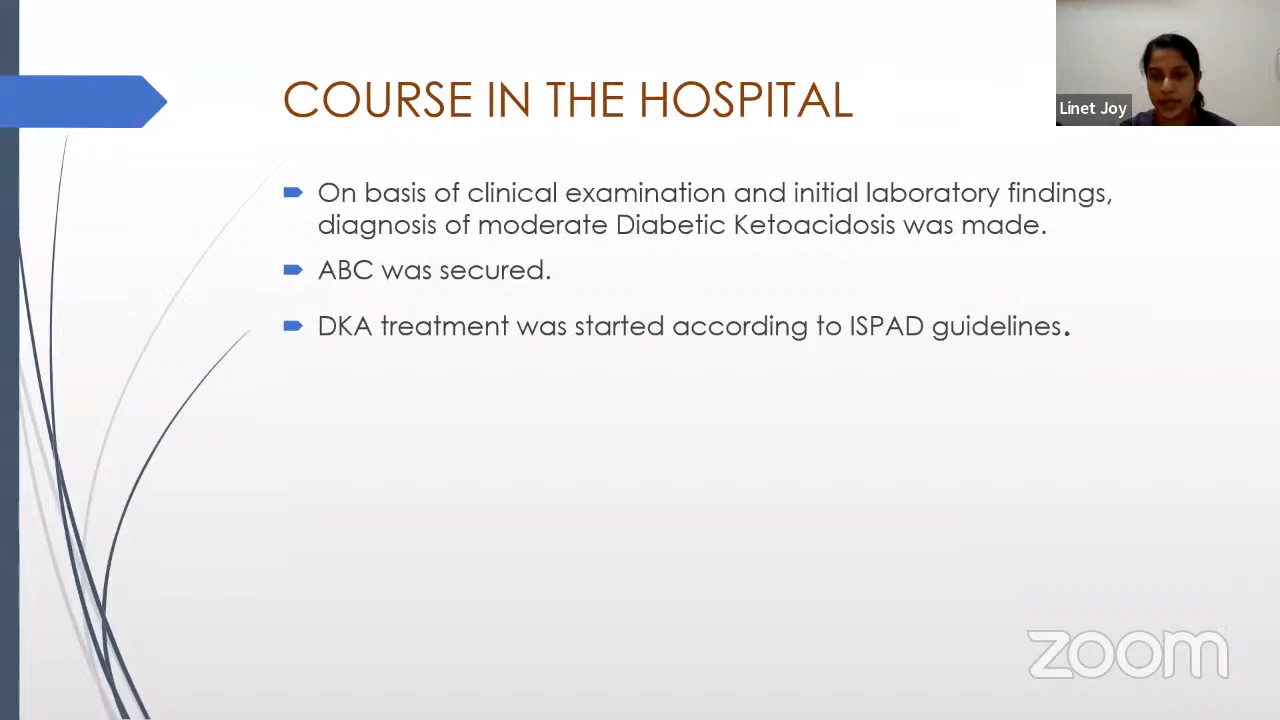 COURSE IN THE HOSPITAL
Linet Joy
On basis of clinical examination and initial laboratory findings,
diagnosis of moderate Diabetic Ketoacidosis was made.
ABC was secured.
DKA treatment was started according to ISPAD guidelines.
zoom